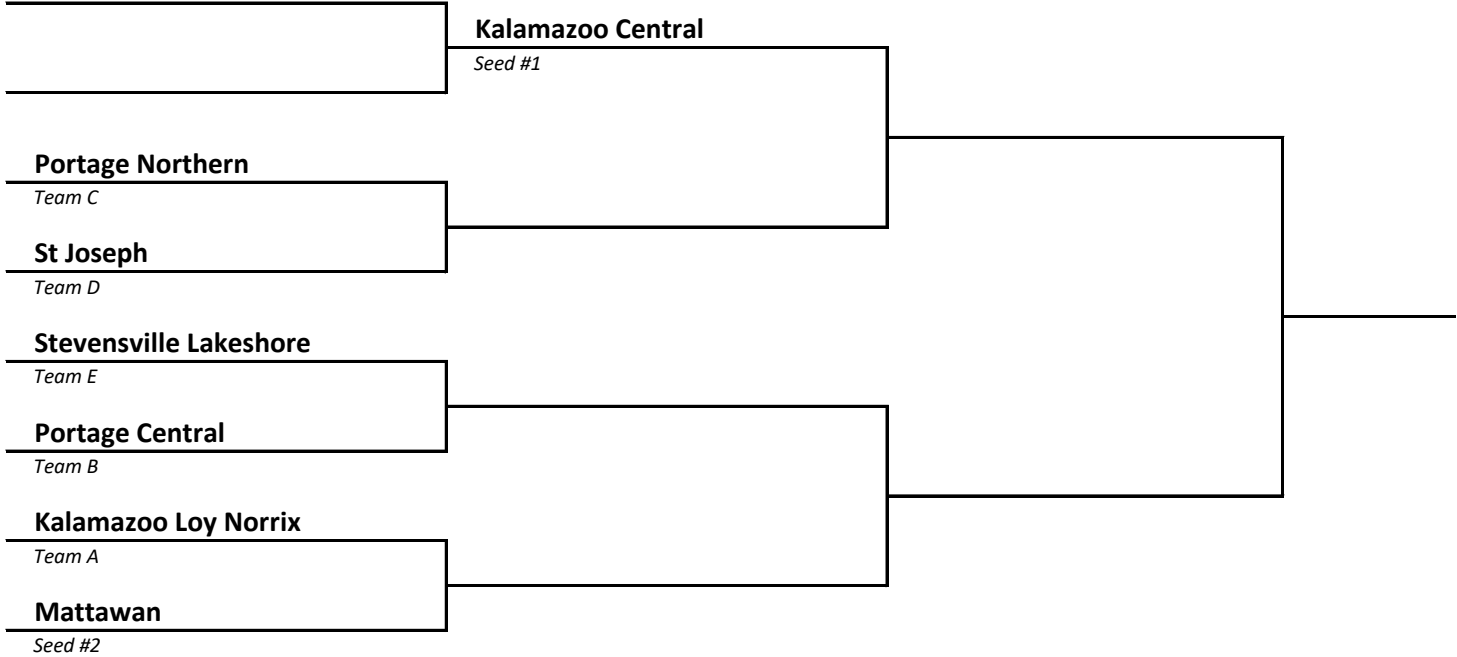 Kalamazoo Central
Seed #1
Portage Northern
Team C
St Joseph
Team D
Stevensville Lakeshore
Team E
Portage Central
Team B
Kalamazoo Loy Norrix
Team A
Mattawan
Seed #2